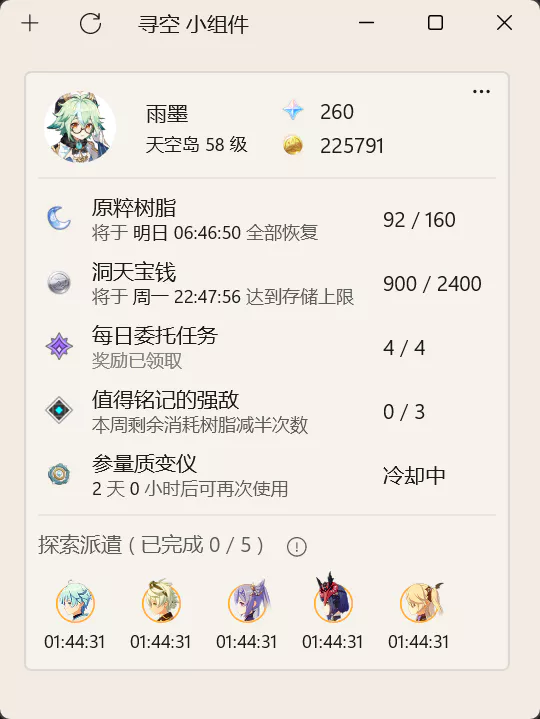 寻空 小组件
雨墨
260
天空岛 58 级
225791
原粹树脂
将于 明日 06:46:50 全部恢复
92 / 160
洞天宝钱
将于 周一 22:47:56 达到存储上限
900 / 2400
每日委托任务
奖励已领取
4 / 4
值得铭记的强敌
本周剩余消耗树脂减半次数
0 / 3
参量质变仪
2 天 0 小时后可再次使用
冷却中
探索派遣 ( 已完成 0 / 5 )
01:44:31 01:44:31 01:44:31 01:44:31 01:44:31